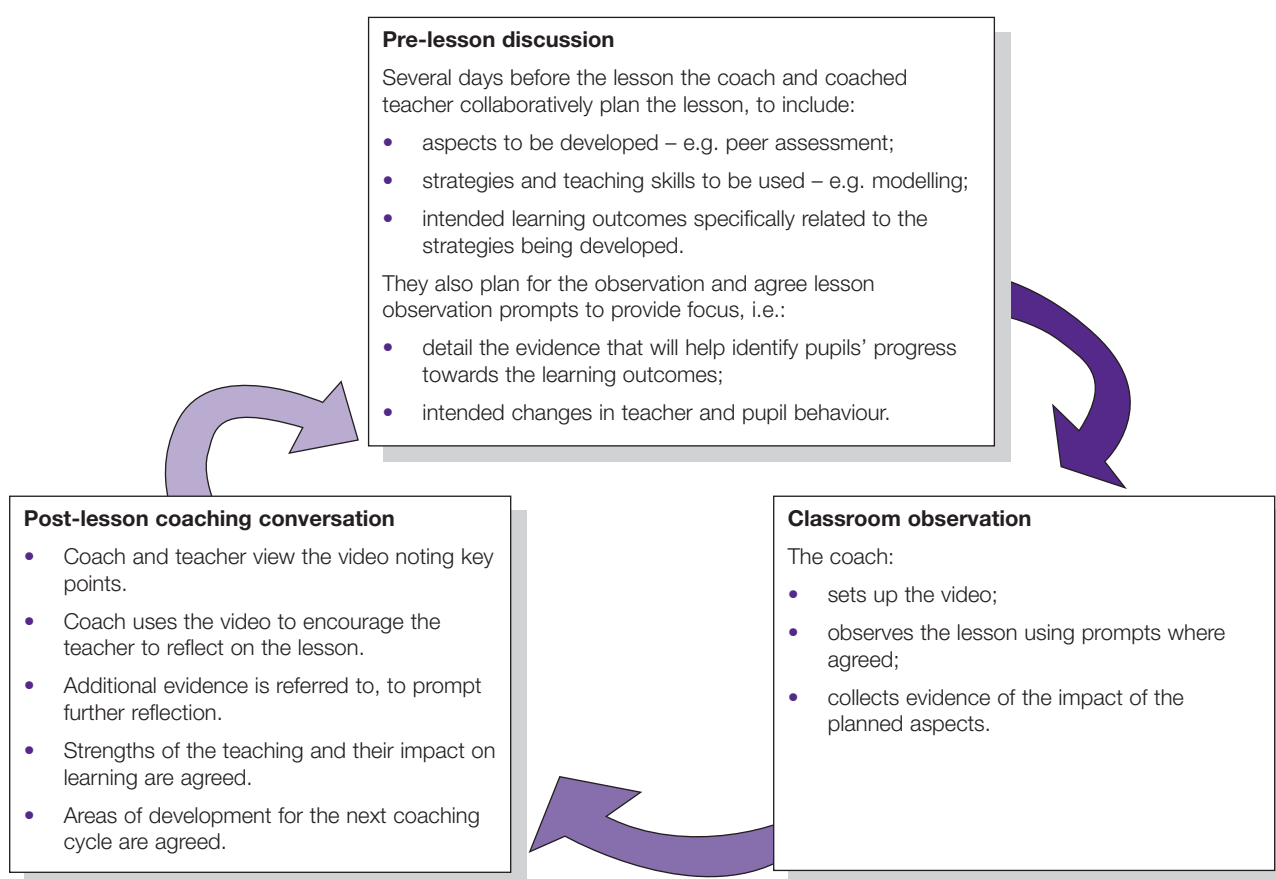 Pre-lesson discussion
Several days before the lesson the coach and coached
teacher collaboratively plan the lesson, to include:
• aspects to be developed – e.g. peer assessment;
• strategies and teaching skills to be used – e.g. modelling;
• intended learning outcomes specifically related to the
strategies being developed.
They also plan for the observation and agree lesson
observation prompts to provide focus, i.e.:
• detail the evidence that will help identify pupils’ progress
towards the learning outcomes;
• intended changes in teacher and pupil behaviour.
Classroom observation
The coach:
• sets up the video;
• observes the lesson using prompts where
agreed;
• collects evidence of the impact of the
planned aspects.
Post-lesson coaching conversation
• Coach and teacher view the video noting key
points.
• Coach uses the video to encourage the
teacher to reflect on the lesson.
• Additional evidence is referred to, to prompt
further reflection.
• Strengths of the teaching and their impact on
learning are agreed.
• Areas of development for the next coaching
cycle are agreed.